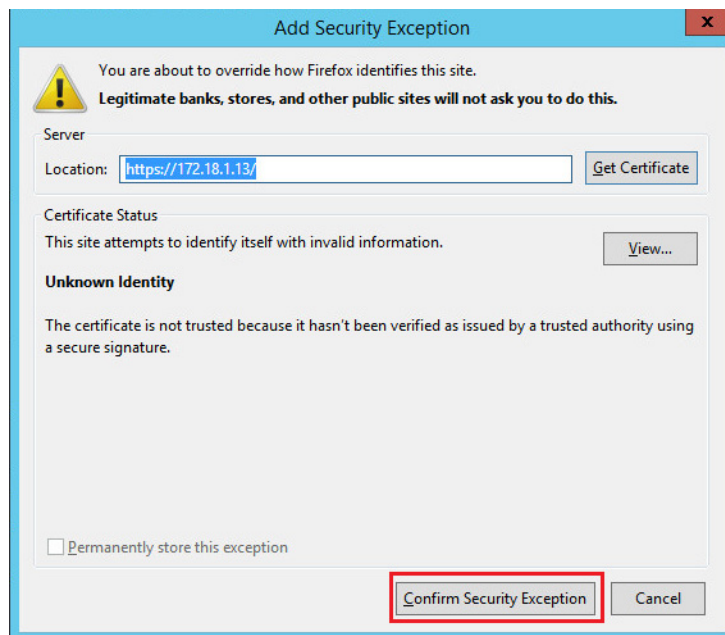 Add Security Exception
x
You are about to override how Firefox identifies this site.
Legitimate banks, stores, and other public sites will not ask you to do this.
Server
Location: https://172.18.1.13/ Get Certificate
Certificate Status
This site attempts to identify itself with invalid information.
View...
Unknown Identity
The certificate is not trusted because it hasn't been verified as issued by a trusted authority using
a secure signature.
Permanently store this exception
Confirm Security Exception Cancel